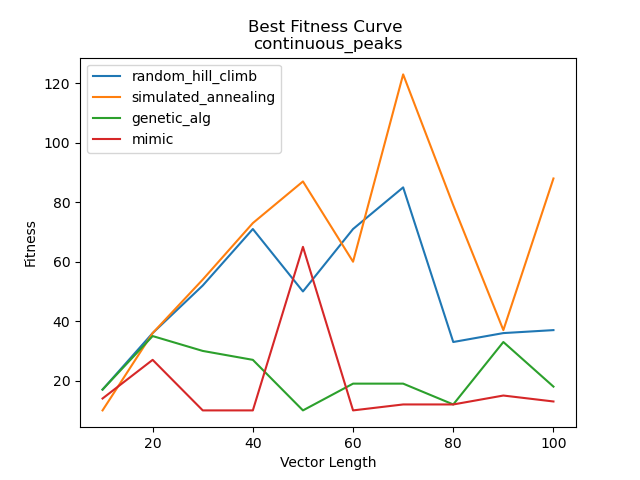 Best Fitness Curve
continuous_peaks
random_hill_climb
simulated_annealing
genetic_alg
mimic
Fitness
120
100
80
60
40
20
20 40 60 80 100
Vector Length